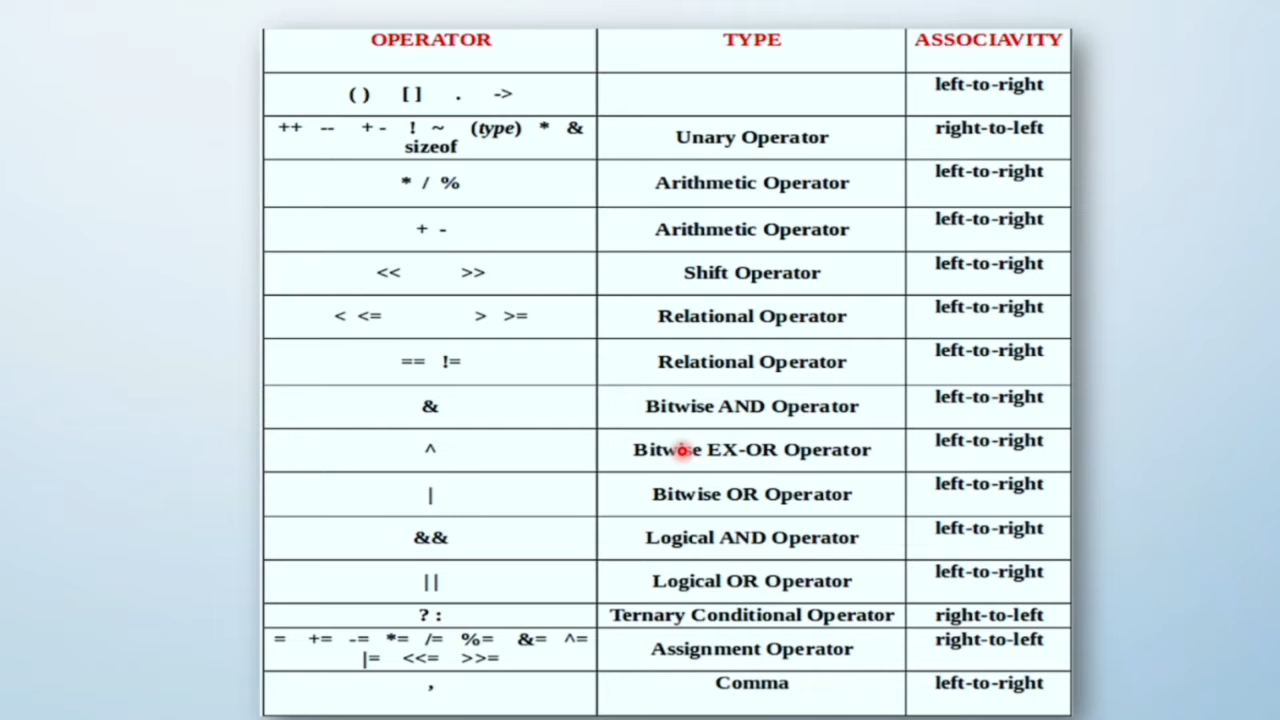 OPERATOR TYPE ASSOCIAVITY
( ) [ ] . -> left-to-right
++ -- + - ! ~ (type) * & sizeof Unary Operator right-to-left
* / % Arithmetic Operator left-to-right
+ - Arithmetic Operator left-to-right
<< >> Shift Operator left-to-right
< <= > >= Relational Operator left-to-right
== != Relational Operator left-to-right
& Bitwise AND Operator left-to-right
^ Bitwise EX-OR Operator left-to-right
| Bitwise OR Operator left-to-right
&& Logical AND Operator left-to-right
|| Logical OR Operator left-to-right
? : Ternary Conditional Operator right-to-left
= += -= *= /= %= &= ^= |= <<= >>= Assignment Operator right-to-left
, Comma left-to-right